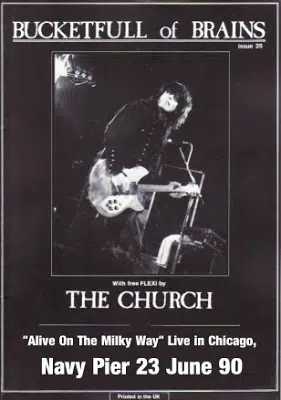 BUCKETFULL OF BRAINS
Issue 25
With free FLEXI by
THE CHURCH
"Alive On The Milky Way" Live in Chicago,
Navy Pier 23 June 90
Printed in the UK